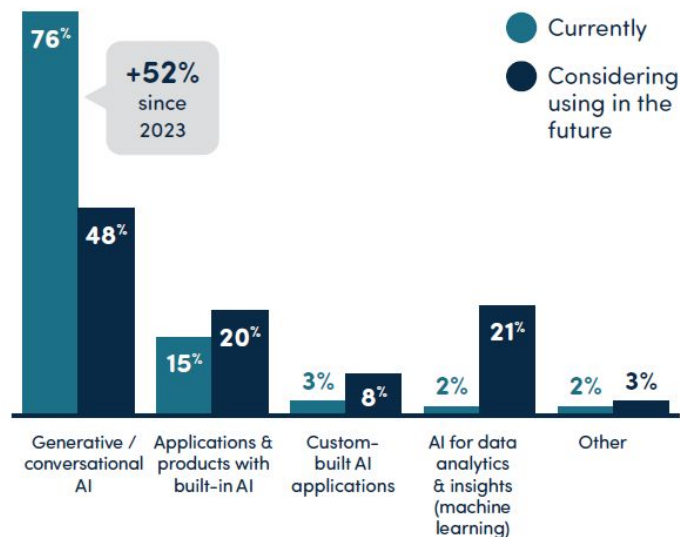 76%
+52%
since
2023
Currently
Considering
using in the
future
48%
15%
20%
3%
8%
2%
21%
2%
3%
Generative /
conversational
AI
Applications &
products with
built-in AI
Custom-
built AI
applications
AI for data
analytics
& insights
(machine
learning)
Other